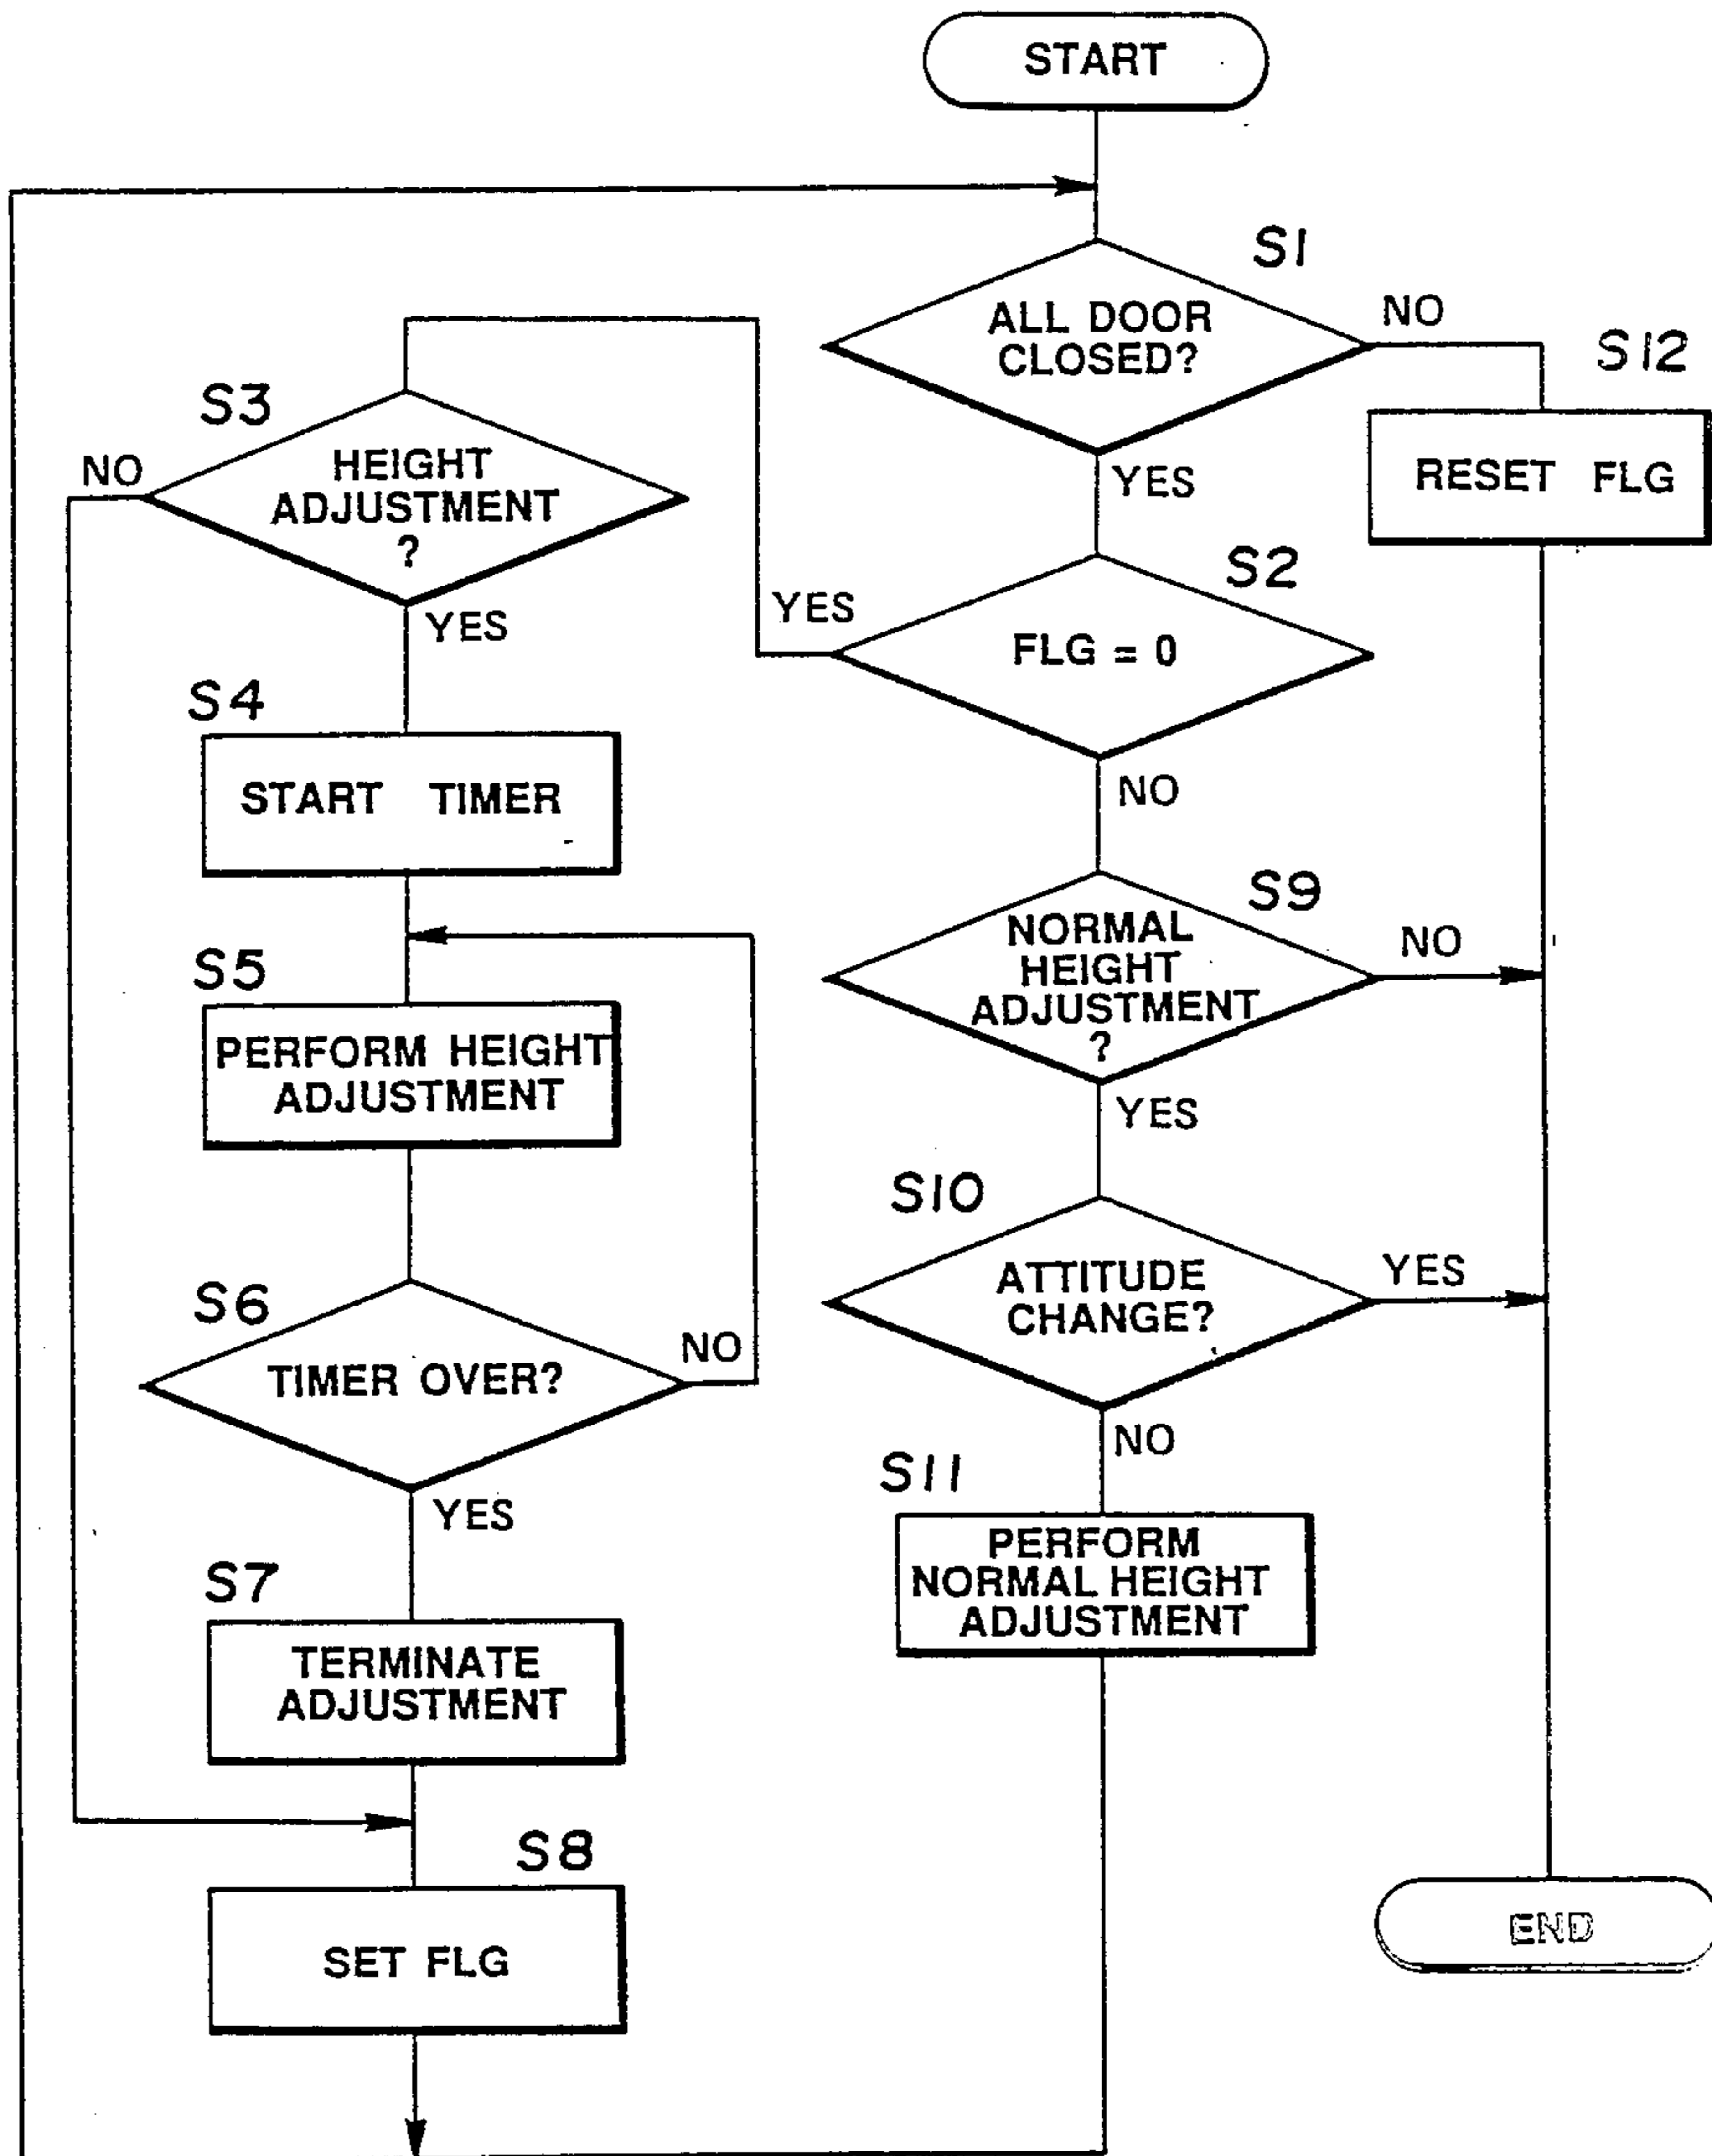 START
S1
ALL DOOR
CLOSED?
NO
YES
S12
RESET FLG
S2
FLG = 0
YES
NO
S3
HEIGHT
ADJUSTMENT
?
NO
YES
S4
START TIMER
S5
PERFORM HEIGHT
ADJUSTMENT
S6
TIMER OVER?
NO
YES
S7
TERMINATE
ADJUSTMENT
S8
SET FLG
S9
NORMAL
HEIGHT
ADJUSTMENT
?
NO
YES
S10
ATTITUDE
CHANGE?
YES
NO
S11
PERFORM
NORMAL HEIGHT
ADJUSTMENT
END